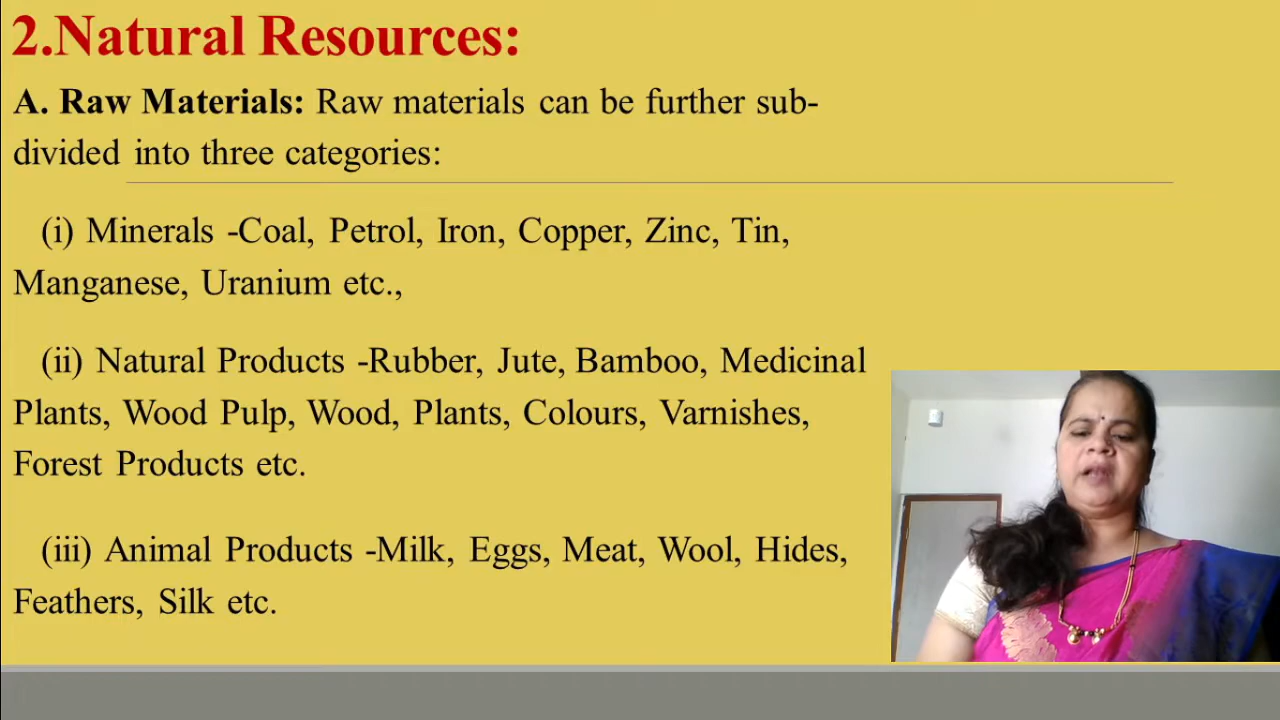 2.Natural Resources:
A. Raw Materials: Raw materials can be further sub-
divided into three categories:
(i) Minerals -Coal, Petrol, Iron, Copper, Zinc, Tin,
Manganese, Uranium etc.,
(ii) Natural Products -Rubber, Jute, Bamboo, Medicinal
Plants, Wood Pulp, Wood, Plants, Colours, Varnishes,
Forest Products etc.
(iii) Animal Products -Milk, Eggs, Meat, Wool, Hides,
Feathers, Silk etc.